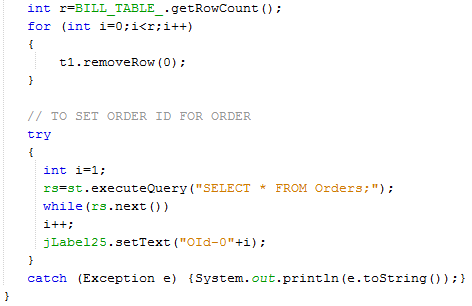 int r=BILL_TABLE_.getRowCount();
for (int i=0;i<r;i++)
{
t1.removeRow(0);
}
// TO SET ORDER ID FOR ORDER
try
{
int i=1;
rs=st.executeQuery("SELECT * FROM Orders;");
while(rs.next())
i++;
jLabel25.setText("OId-0"+i);
}
catch (Exception e) {System.out.println(e.toString());}
}